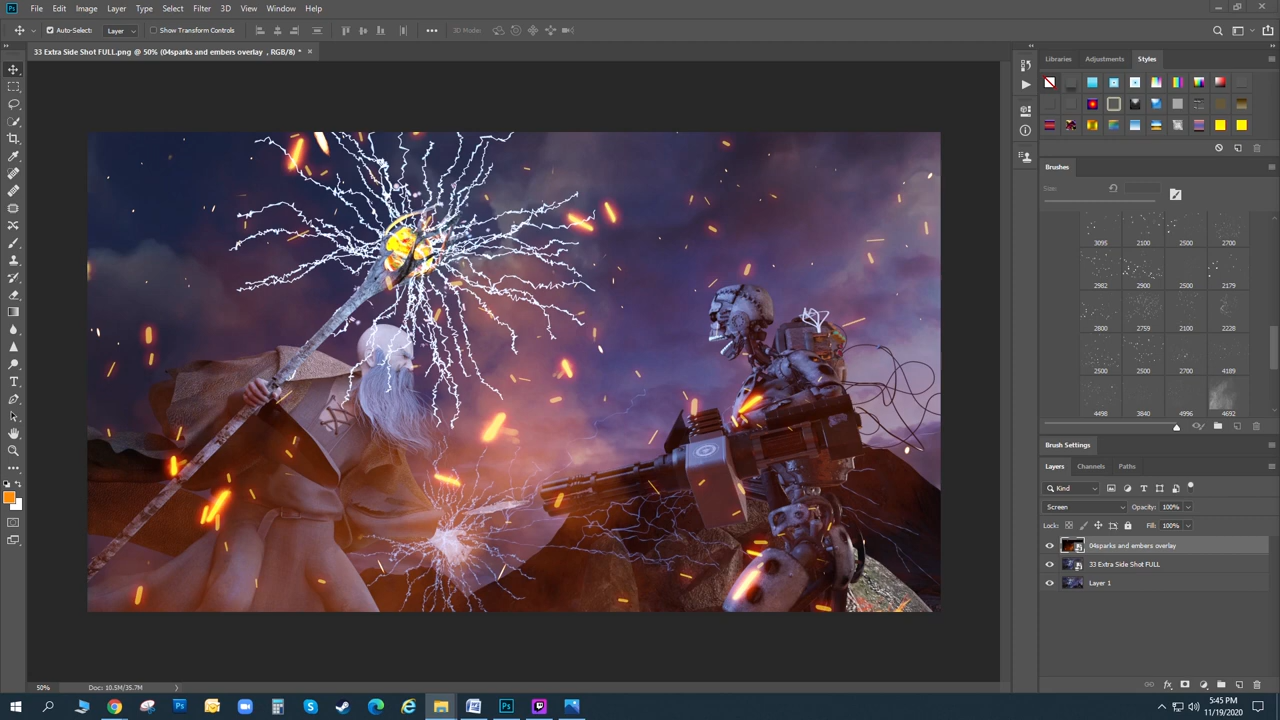 Ps File Edit Image Layer Type Select Filter 3D View Window Help
Auto-Select: Layer Show Transform Controls 3D Mode:
33 Extra Side Shot FULL.png @ 50% (04sparks and embers overlay , RGB/8) *
Libraries Adjustments Styles
Brushes
Size:
3095 2100 2500 2700
2982 2900 2500 2179
2800 2759 2100 2228
2500 2500 2700 4189
4498 3840 4996 4692
Brush Settings
Layers Channels Paths
Kind
Screen Opacity: 100%
Lock: Fill: 100%
04sparks and embers overlay
33 Extra Side Shot FULL
Layer 1
50% Doc: 10.5M/35.7M
5:45 PM
11/19/2020